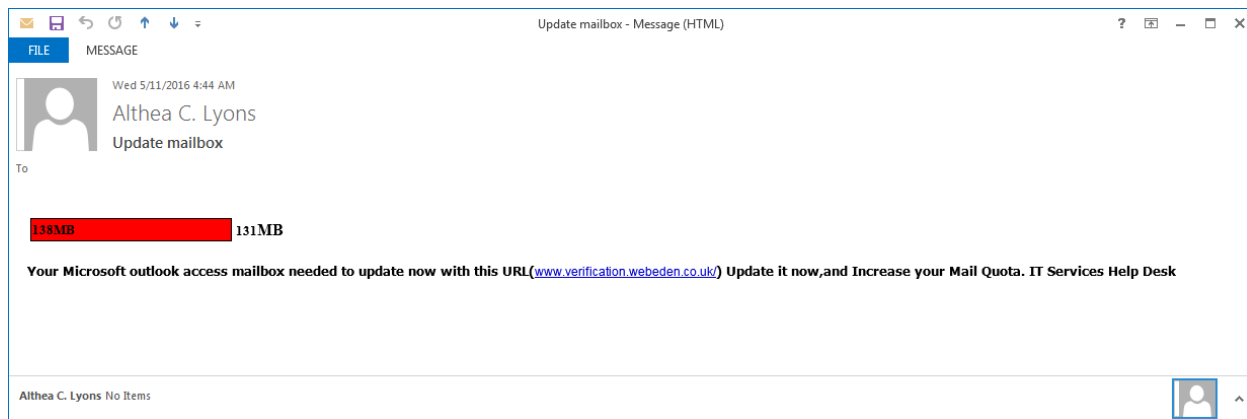 Update mailbox - Message (HTML)
?
FILE MESSAGE
Wed 5/11/2016 4:44 AM
Althea C. Lyons
Update mailbox
To
138MB 131MB
Your Microsoft outlook access mailbox needed to update now with this URL(www.verification.webeden.co.uk/) Update it now,and Increase your Mail Quota. IT Services Help Desk
Althea C. Lyons No Items